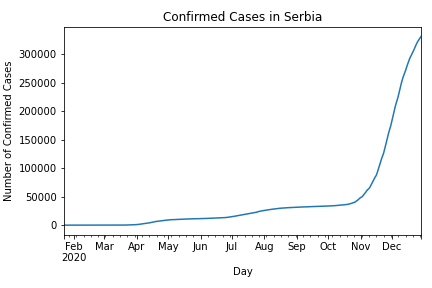 Confirmed Cases in Serbia
Number of Confirmed Cases
300000
250000
200000
150000
100000
50000
0
Feb Mar Apr May Jun Jul Aug Sep Oct Nov Dec
2020
Day